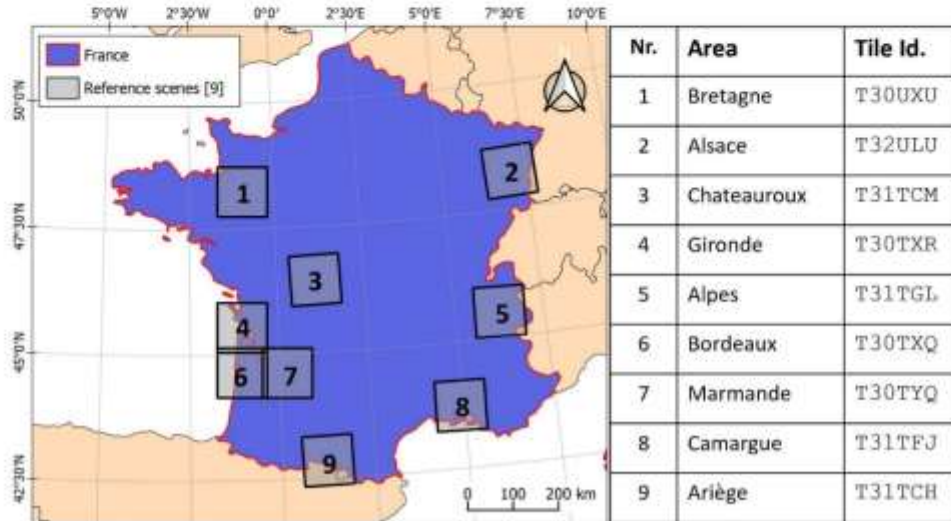 5°0'W 2°30'W 0°0' 2°30'E 5°0'E 7°30'E 10°0'E
France
Reference scenes [9]
50°0'N
47°30'N
45°0'N
42°30'N
1
2
3
4
5
6
7
8
9
0 100 200 km
Nr. Area Tile Id.
1 Bretagne T30UXU
2 Alsace T32ULU
3 Chateauroux T31TCM
4 Gironde T30TXR
5 Alpes T31TGL
6 Bordeaux T30TXQ
7 Marmande T30TYQ
8 Camargue T31TFJ
9 Ariège T31TCH